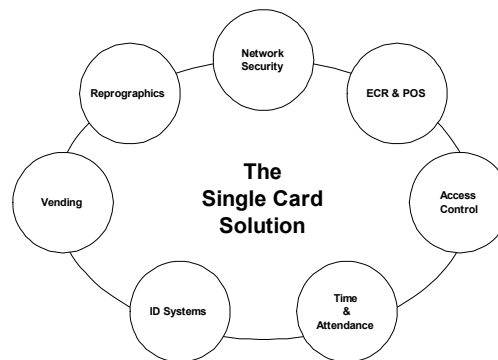 Network
Security
Reprographics
ECR & POS
The
Single Card
Solution
Vending
Access
Control
ID Systems
Time
&
Attendance